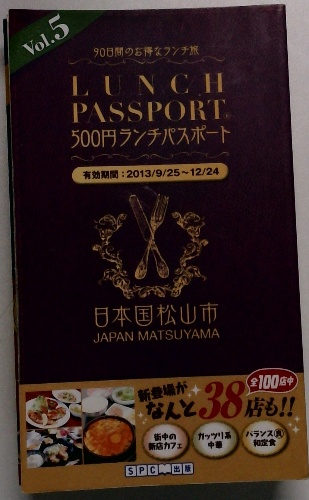 Vol.5
90日間のお得なランチ旅
LUNCH
PASSPORT®
500円ランチパスポート
有効期間：2013/9/25～12/24
日本国松山市
JAPAN MATSUYAMA
新登場が
なんと38店も!!
全100店中
街中の
新店カフェ
ガッツリ系
中華
バランス食
和定食
SPC出版